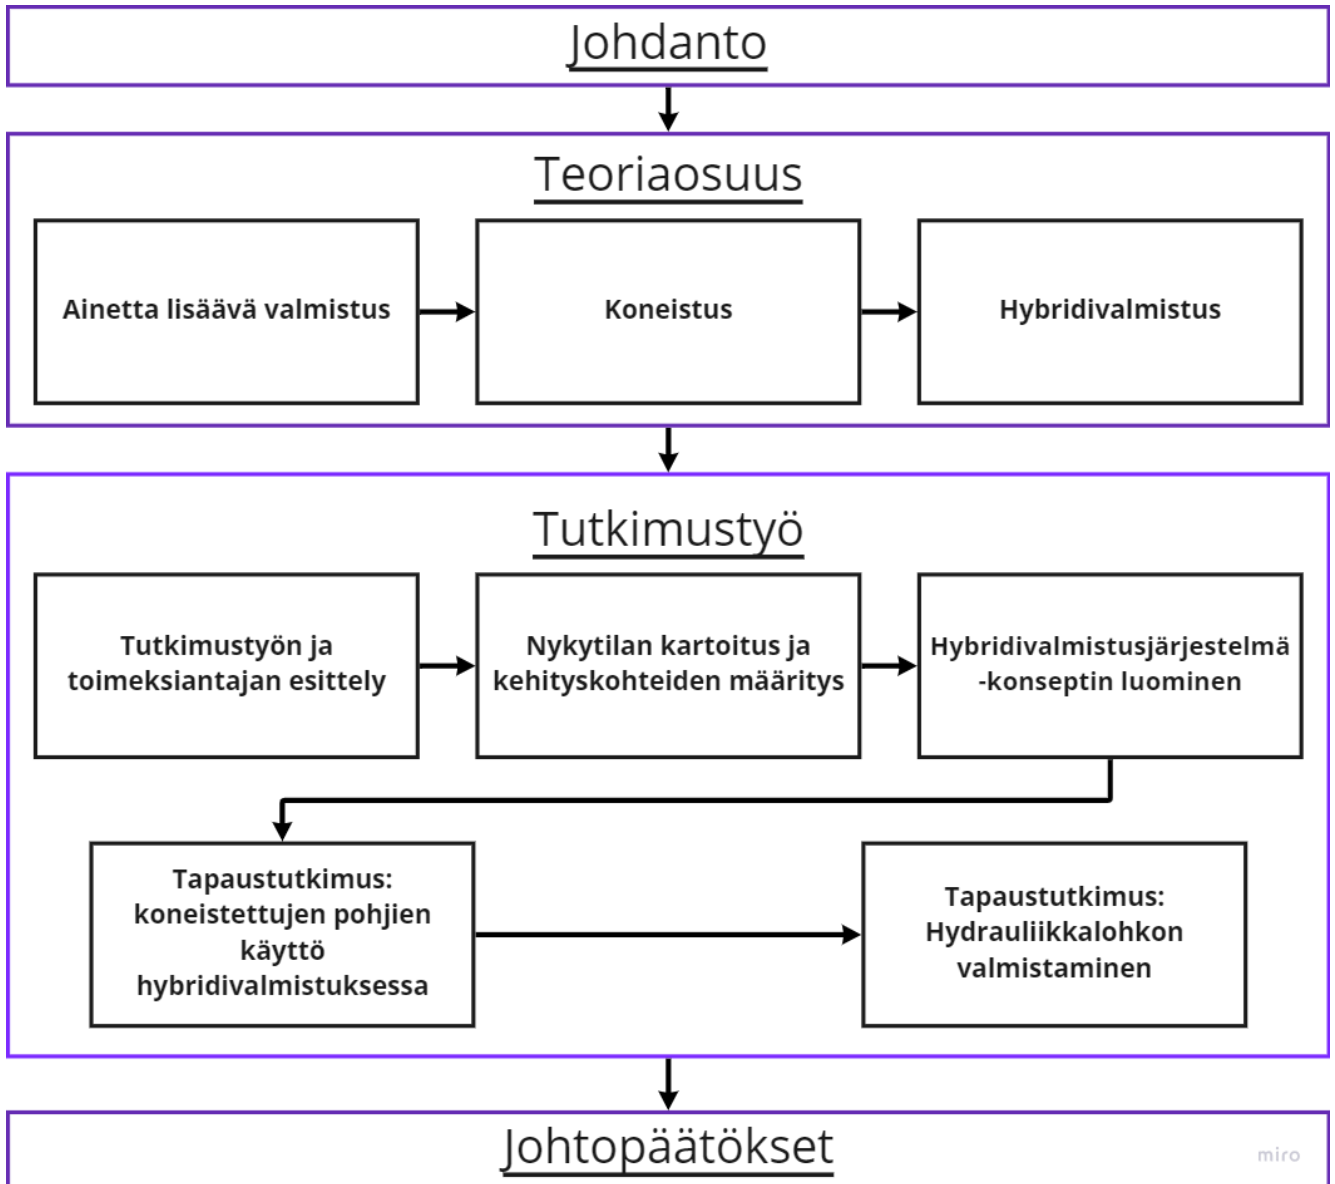 Johdanto
Teoriaosuus
Ainetta lisäävä valmistus
Koneistus
Hybridivalmistus
Tutkimustyö
Tutkimustyön ja
toimeksiantajan esittely
Nykytilan kartoitus ja
kehityskohteiden määritys
Hybridivalmistusjärjestelmä
-konseptin luominen
Tapaustutkimus:
koneistettujen pohjien
käyttö
hybridivalmistuksessa
Tapaustutkimus:
Hydrauliikkalohkon
valmistaminen
Johtopäätökset
miro